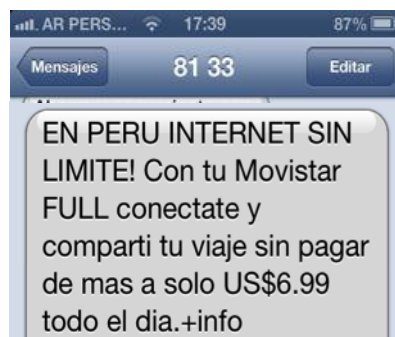 AR PERS... 17:39 87%
Mensajes 81 33 Editar
EN PERU INTERNET SIN
LIMITE! Con tu Movistar
FULL conectate y
comparti tu viaje sin pagar
de mas a solo US$6.99
todo el dia.+info